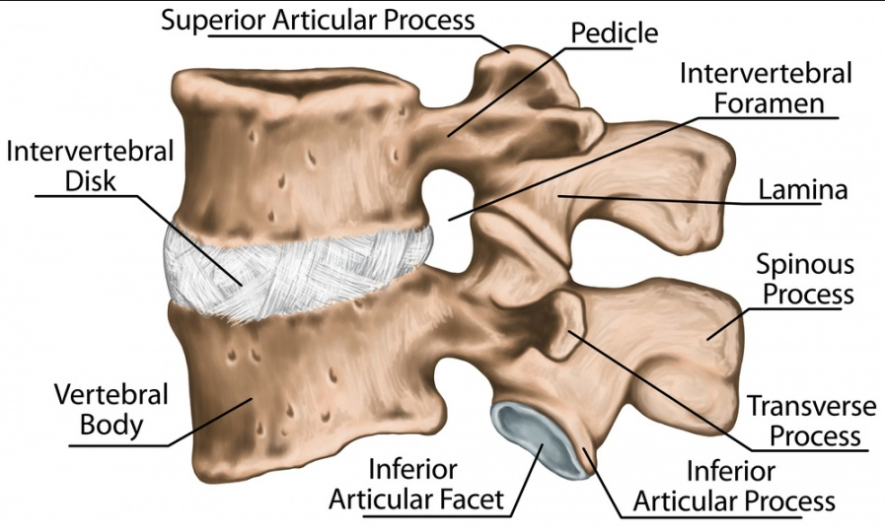 Superior Articular Process
Pedicle
Intervertebral
Foramen
Intervertebral
Disk
Lamina
Spinous
Process
Vertebral
Body
Transverse
Process
Inferior
Articular Facet
Inferior
Articular Process